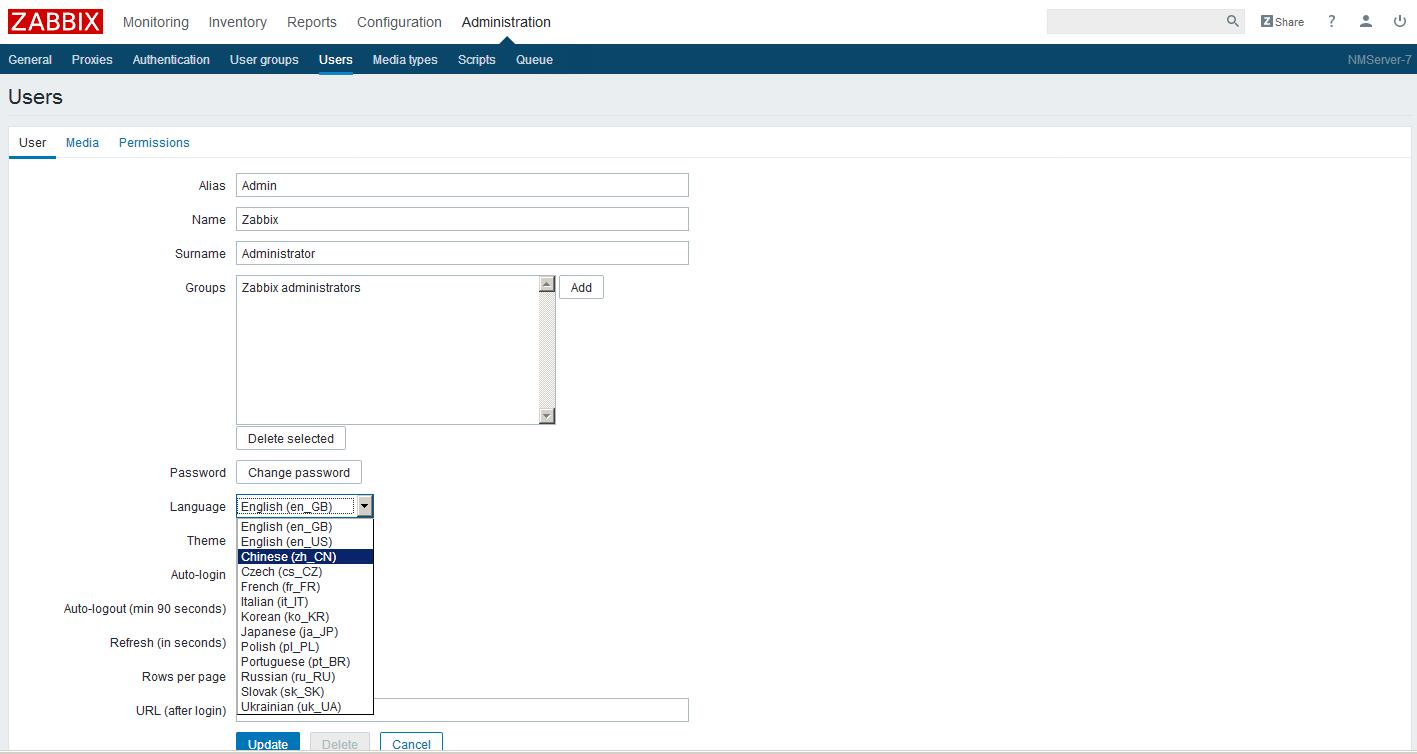 ZABBIX Monitoring Inventory Reports Configuration Administration Z Share ?
General Proxies Authentication User groups Users Media types Scripts Queue NMServer-7
Users
User Media Permissions
Alias Admin
Name Zabbix
Surname Administrator
Groups Zabbix administrators Add
Delete selected
Password Change password
Language English (en_GB)
English (en_GB)
Theme English (en_US)
Chinese (zh_CN)
Auto-login Czech (cs_CZ)
French (fr_FR)
Auto-logout (min 90 seconds) Italian (it_IT)
Korean (ko_KR)
Japanese (ja_JP)
Refresh (in seconds) Polish (pl_PL)
Portuguese (pt_BR)
Rows per page Russian (ru_RU)
Slovak (sk_SK)
URL (after login) Ukrainian (uk_UA)
Update Delete Cancel